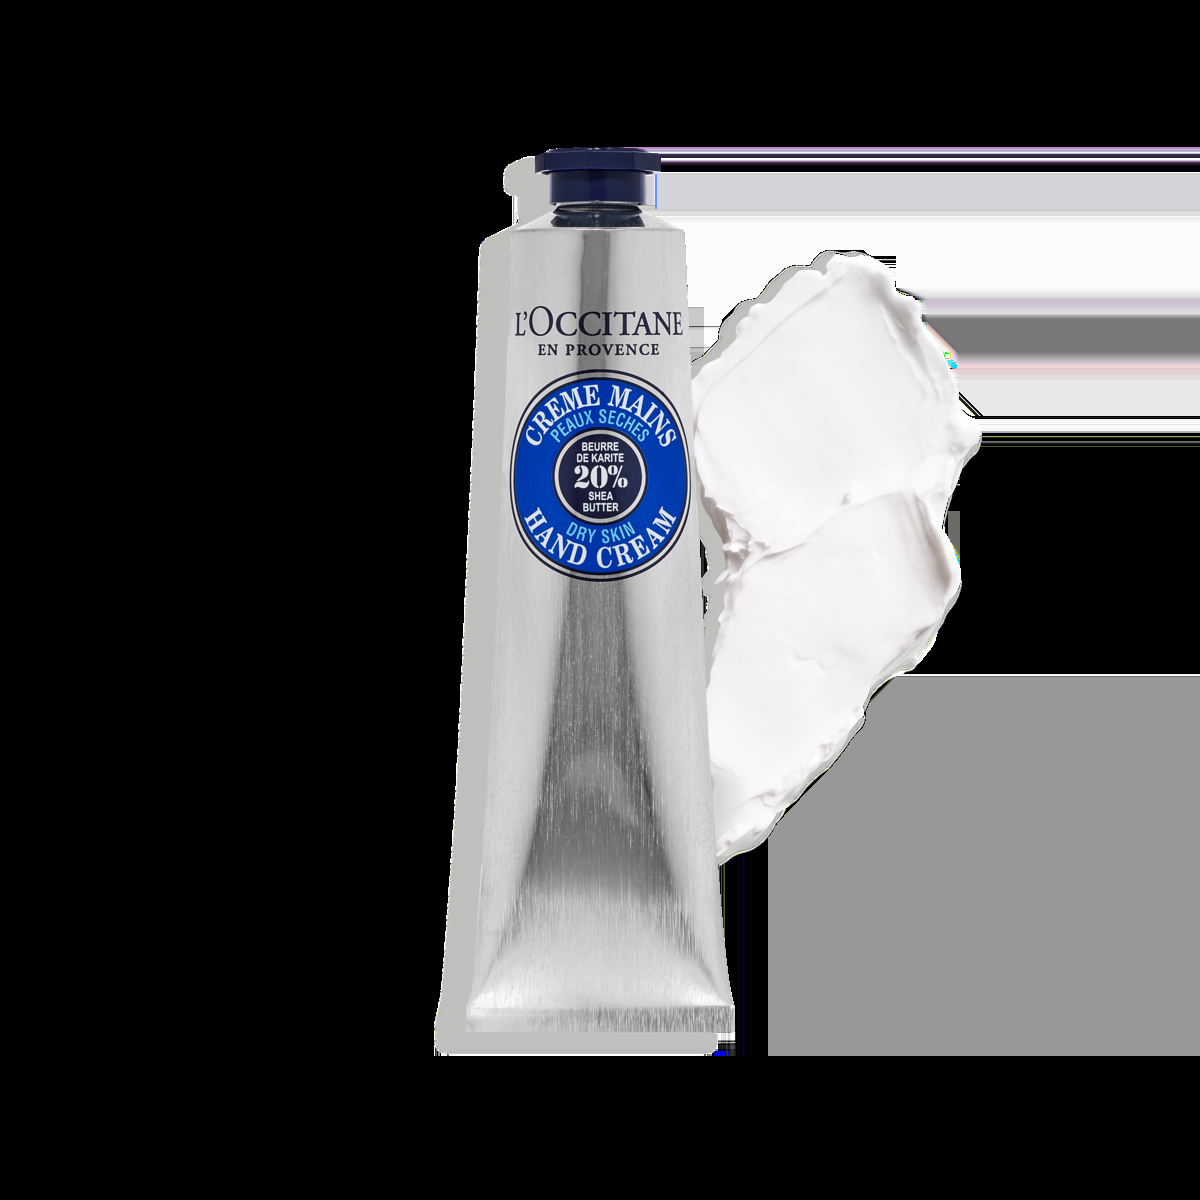 L'OCCITANE
EN PROVENCE
CREME MAINS
PEAUX SECHES
BEURRE
DE KARITE
20%
SHEA
BUTTER
DRY SKIN
HAND CREAM